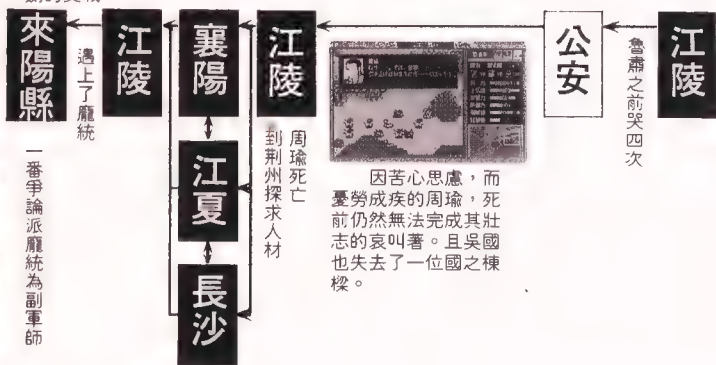 江陵
魯肅之前哭四次
公安
因苦心思慮，而
憂勞成疾的周瑜，死
前仍然無法完成其壯
志的哀叫著。且吳國
也失去了一位國之棟
樑。
江陵
周瑜死亡
到荊州探求人材
襄陽
江夏
長沙
江陵
遇上了龐統
來陽縣
一番爭論派龐統為副軍師